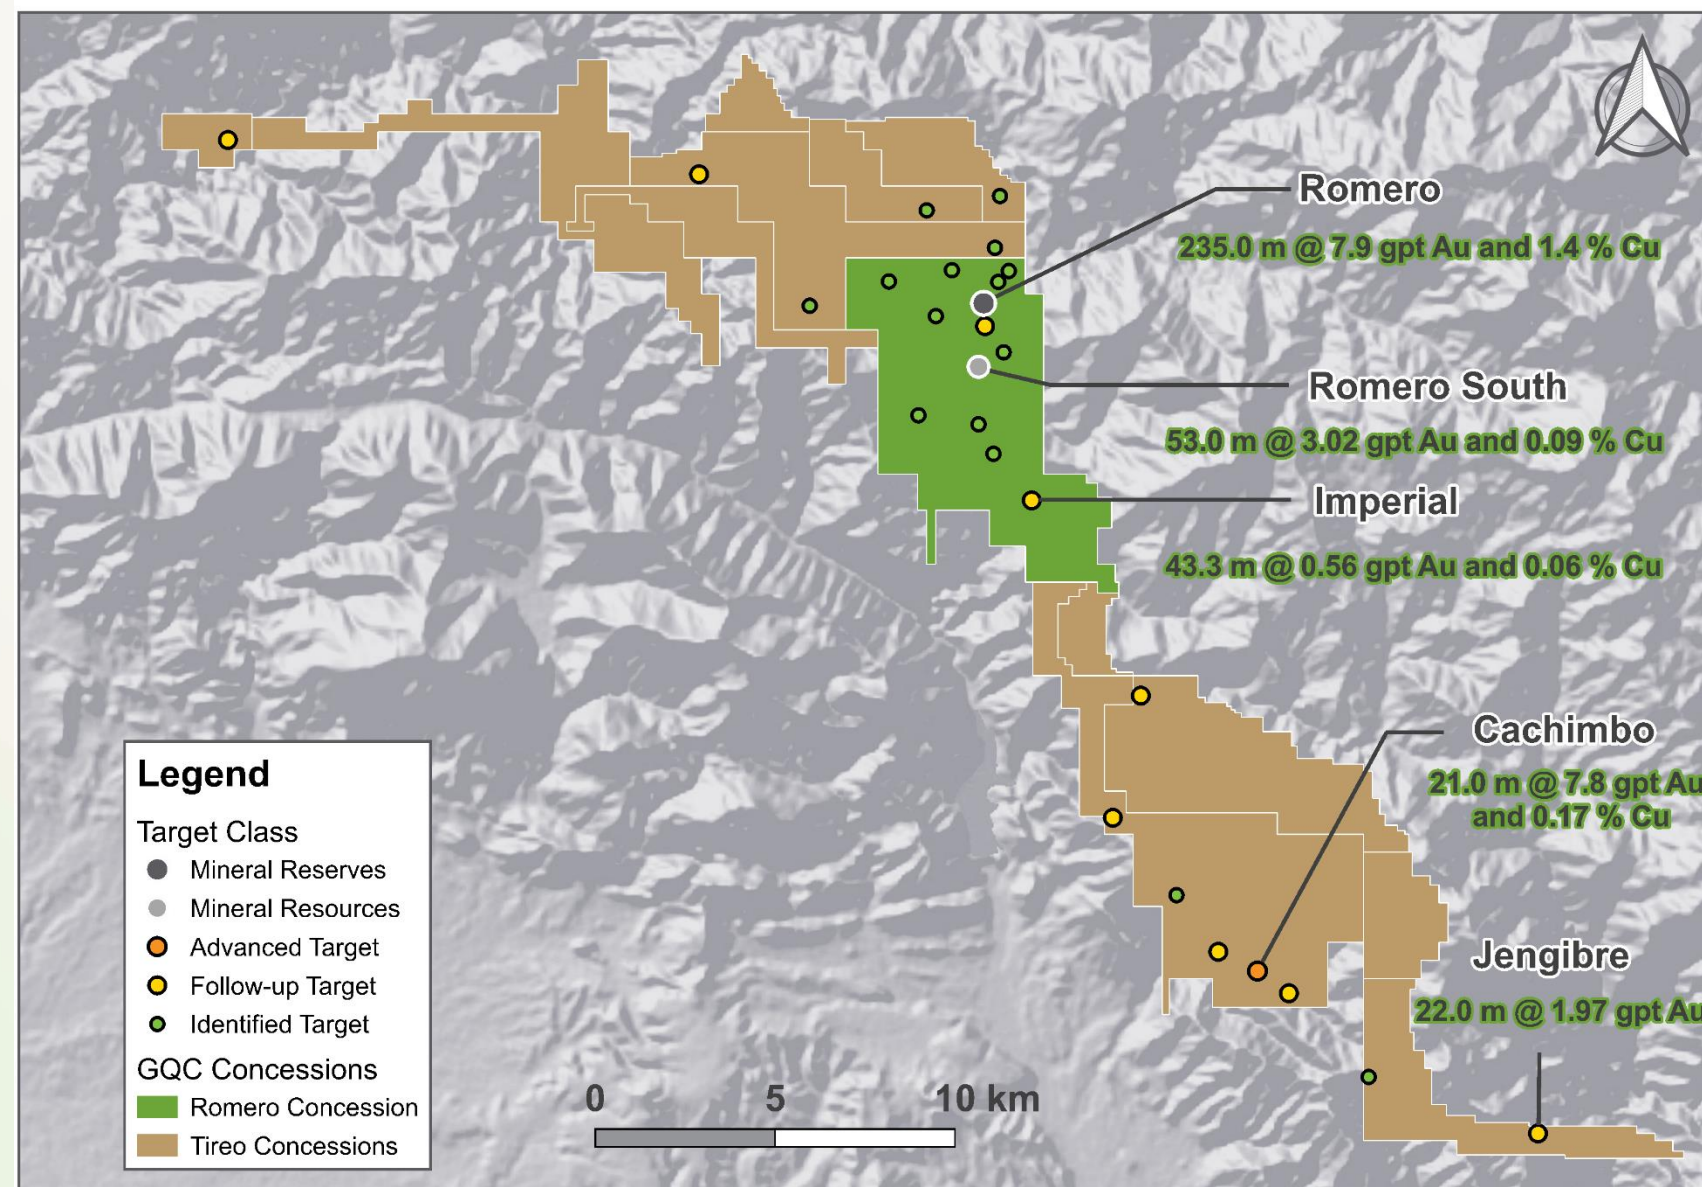 Romero
235.0 m @ 7.9 gpt Au and 1.4 % Cu
Romero South
53.0 m @ 3.02 gpt Au and 0.09 % Cu
Imperial
43.3 m @ 0.56 gpt Au and 0.06 % Cu
Cachimbo
21.0 m @ 7.8 gpt Au
and 0.17 % Cu
Jengibre
22.0 m @ 1.97 gpt Au
Legend
Target Class
Mineral Reserves
Mineral Resources
Advanced Target
Follow-up Target
Identified Target
GQC Concessions
Romero Concession
Tireo Concessions
0 5 10 km